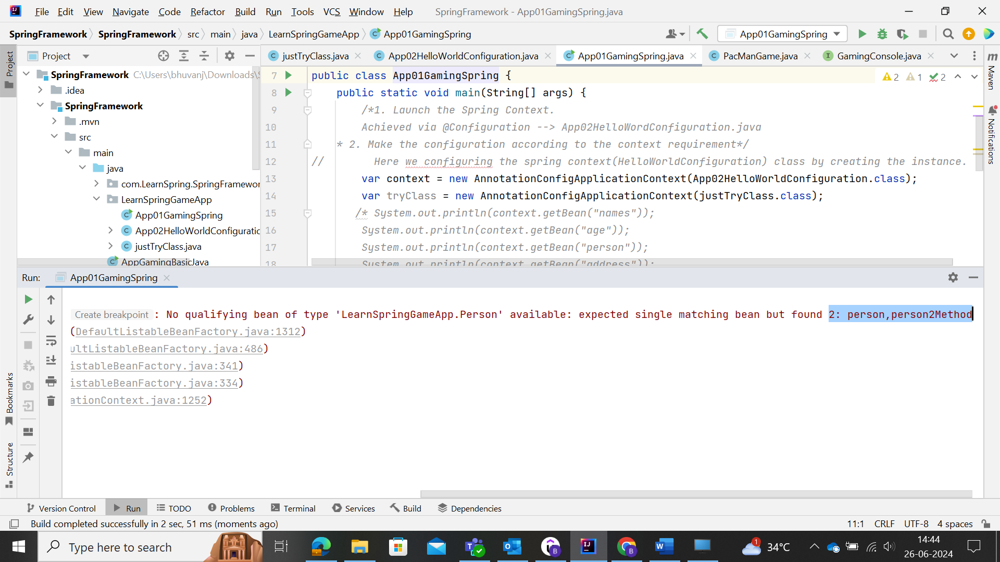 File Edit View Navigate Code Refactor Build Run Tools VCS Window Help SpringFramework - App01GamingSpring.java
SpringFramework SpringFramework src main java LearnSpringGameApp App01GamingSpring App01GamingSpring
Project justTryClass.java App02HelloWorldConfiguration.java App01GamingSpring.java PacManGame.java GamingConsole.java
SpringFramework C:\Users\bhuvanj\Downloads\S
.idea
SpringFramework
.mvn
src
main
java
com.LearnSpring.SpringFramewor
LearnSpringGameApp
App01GamingSpring
App02HelloWorldConfiguratio
justTryClass.java
AppGamingBasicJava
7 public class App01GamingSpring { 2 1 2
8 public static void main(String[] args) {
9 /*1. Launch the Spring Context.
10 Achieved via @Configuration --> App02HelloWordConfiguration.java
11 * 2. Make the configuration according to the context requirement*/
12 // Here we configuring the spring context(HelloWorldConfiguration) class by creating the instance.
13 var context = new AnnotationConfigApplicationContext(App02HelloWorldConfiguration.class);
14 var tryClass = new AnnotationConfigApplicationContext(justTryClass.class);
15 /* System.out.println(context.getBean("names"));
16 System.out.println(context.getBean("age"));
17 System.out.println(context.getBean("person"));
18 System.out.println(context.getBean("address"));
Project
Bookmarks
Structure
Maven
Notifications
Run: App01GamingSpring
Create breakpoint : No qualifying bean of type 'LearnSpringGameApp.Person' available: expected single matching bean but found 2: person,person2Method
(DefaultListableBeanFactory.java:1312)
ultListableBeanFactory.java:486)
istableBeanFactory.java:341)
istableBeanFactory.java:334)
ationContext.java:1252)
Version Control Run TODO Problems Terminal Services Build Dependencies
Build completed successfully in 2 sec, 51 ms (moments ago) 11:1 CRLF UTF-8 4 spaces
Type here to search 1 34°C 14:44
26-06-2024